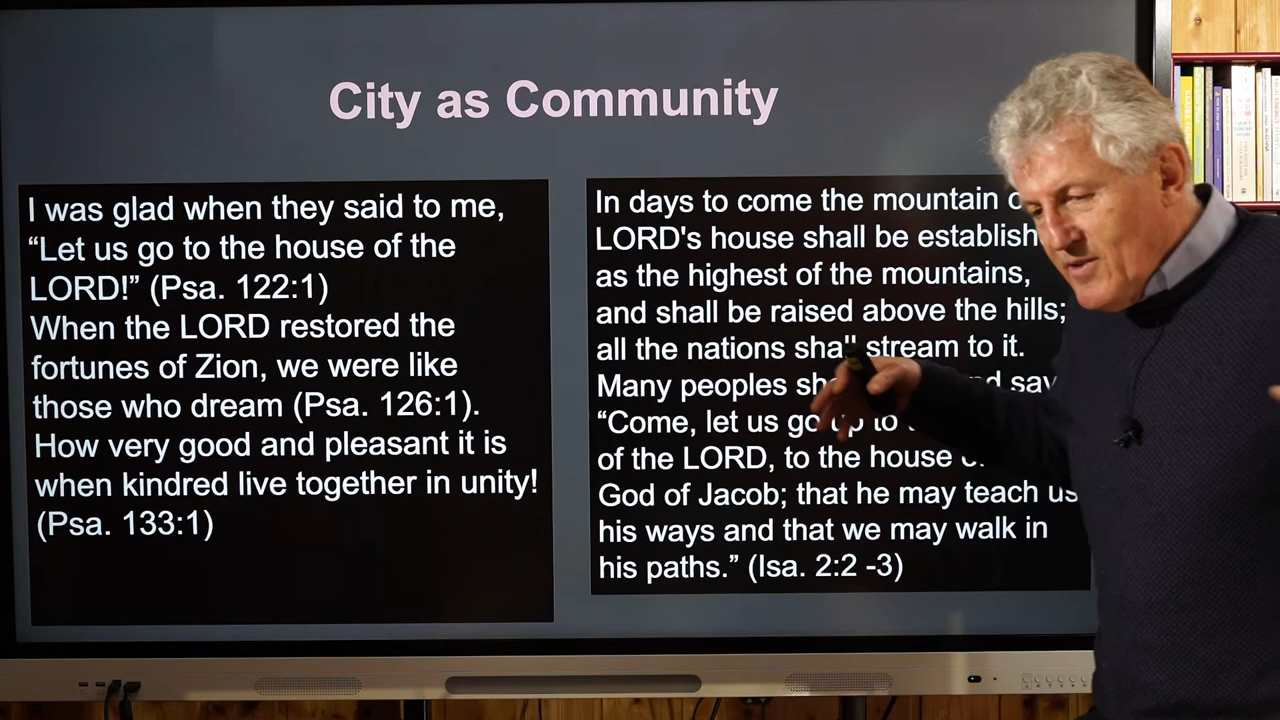 City as Community
I was glad when they said to me,
“Let us go to the house of the
LORD!” (Psa. 122:1)
When the LORD restored the
fortunes of Zion, we were like
those who dream (Psa. 126:1).
How very good and pleasant it is
when kindred live together in unity!
(Psa. 133:1)
In days to come the mountain
LORD's house shall be establish
as the highest of the mountains,
and shall be raised above the hills;
all the nations shall stream to it.
Many peoples
“Come, let us go up to
of the LORD, to the house
God of Jacob; that he may teach us
his ways and that we may walk in
his paths.” (Isa. 2:2 -3)